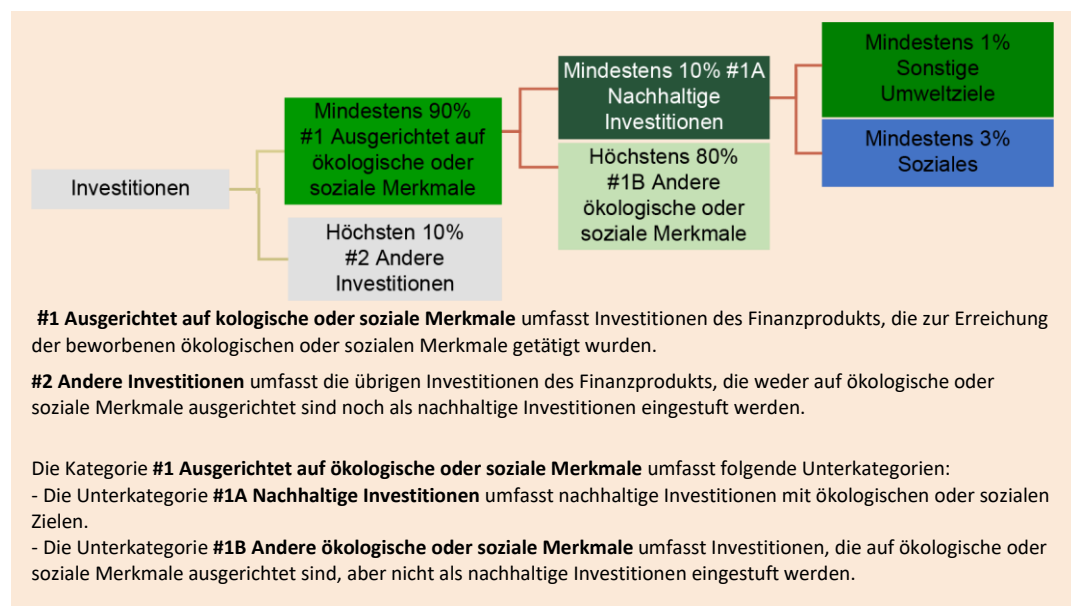 Investitionen
Mindestens 90%
#1 Ausgerichtet auf
ökologische oder
soziale Merkmale
Höchsten 10%
#2 Andere
Investitionen
Mindestens 10% #1A
Nachhaltige
Investitionen
Höchstens 80%
#1B Andere
ökologische oder
soziale Merkmale
Mindestens 1%
Sonstige
Umweltziele
Mindestens 3%
Soziales
#1 Ausgerichtet auf kologische oder soziale Merkmale umfasst Investitionen des Finanzprodukts, die zur Erreichung
der beworbenen ökologischen oder sozialen Merkmale getätigt wurden.
#2 Andere Investitionen umfasst die übrigen Investitionen des Finanzprodukts, die weder auf ökologische oder
soziale Merkmale ausgerichtet sind noch als nachhaltige Investitionen eingestuft werden.
Die Kategorie #1 Ausgerichtet auf ökologische oder soziale Merkmale umfasst folgende Unterkategorien:
- Die Unterkategorie #1A Nachhaltige Investitionen umfasst nachhaltige Investitionen mit ökologischen oder sozialen
Zielen.
- Die Unterkategorie #1B Andere ökologische oder soziale Merkmale umfasst Investitionen, die auf ökologische oder
soziale Merkmale ausgerichtet sind, aber nicht als nachhaltige Investitionen eingestuft werden.